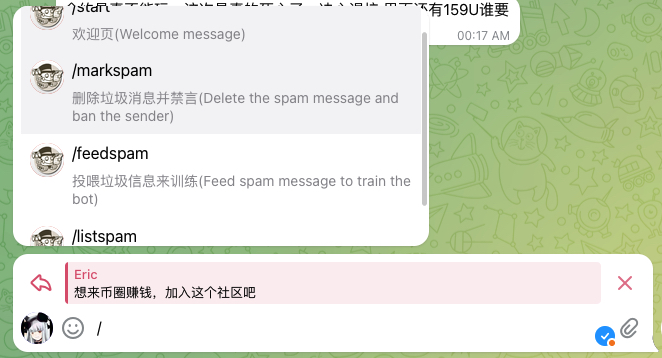 /start
还有159U谁要
欢迎页(Welcome message)
00:17 AM
/markspam
删除垃圾消息并禁言(Delete the spam message and
ban the sender)
/feedspam
投喂垃圾信息来训练(Feed spam message to train the
bot)
/listspam
Eric
想来币圈赚钱，加入这个社区吧
/